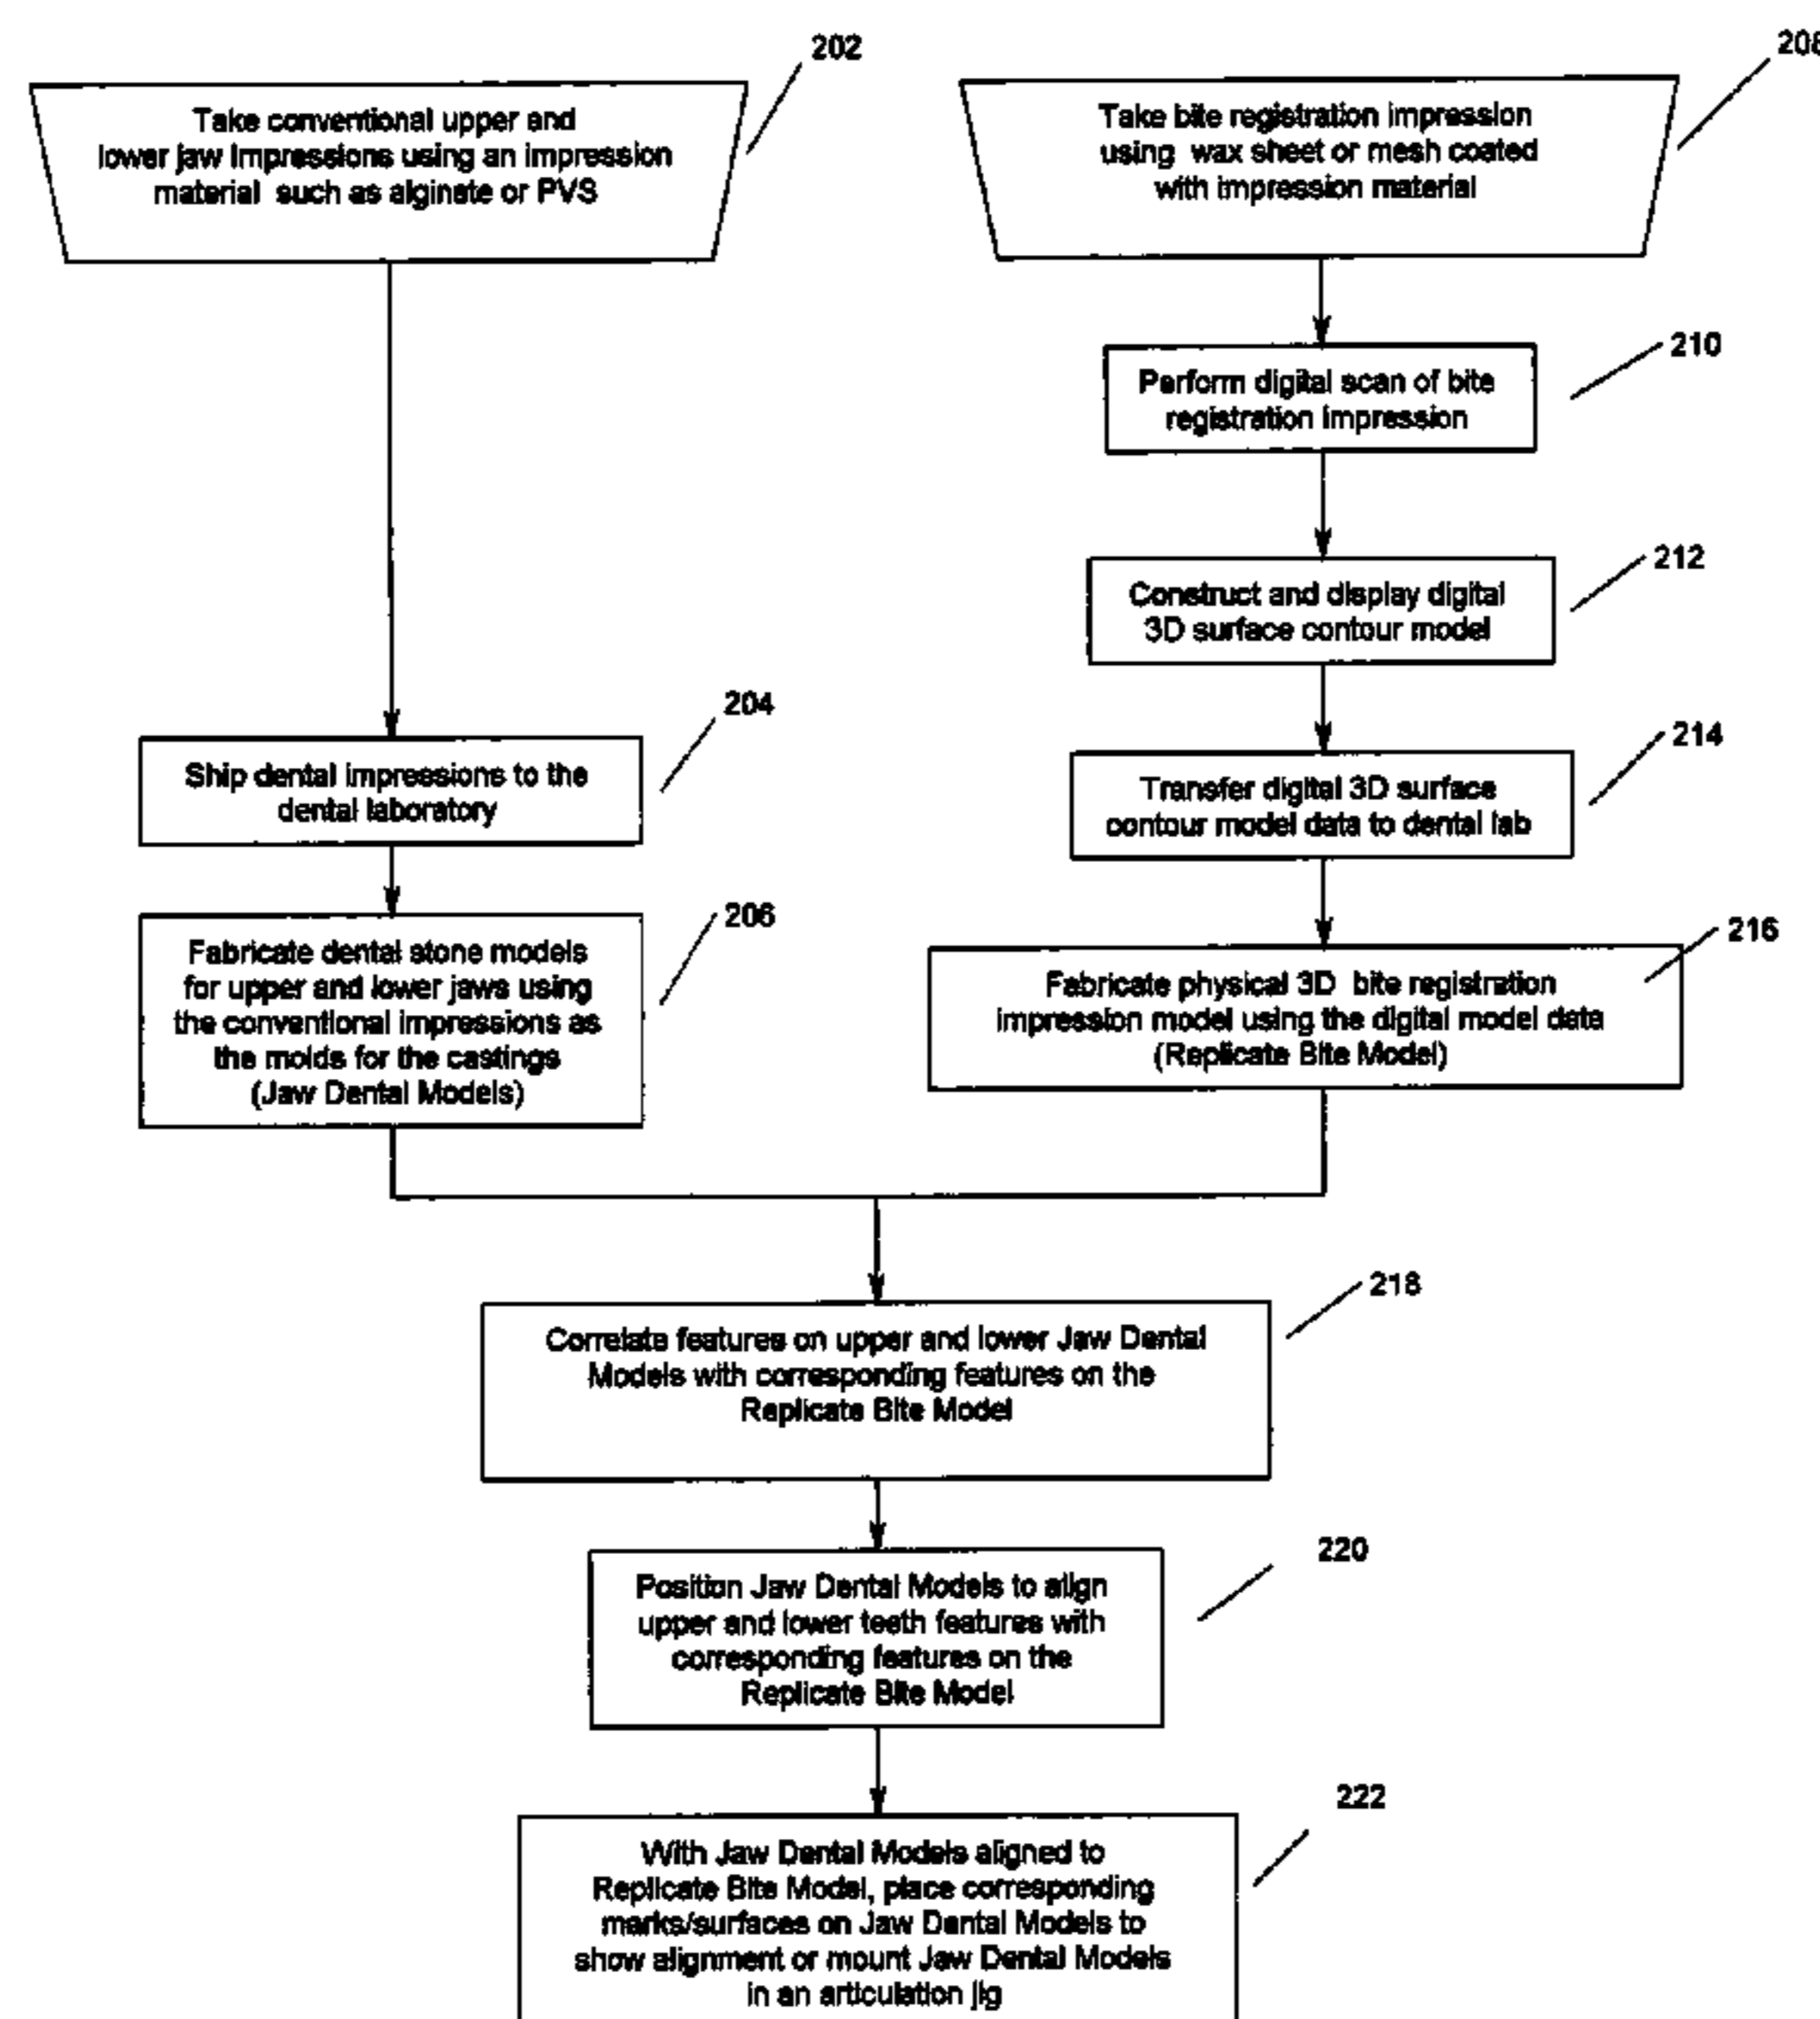 202
Take conventional upper and
lower jaw impressions using an impression
material such as alginate or PVS
208
Take bite registration impression
using wax sheet or mesh coated
with impression material
210
Perform digital scan of bite
registration impression
212
Construct and display digital
3D surface contour model
204
Ship dental impressions to the
dental laboratory
214
Transfer digital 3D surface
contour model data to dental lab
206
Fabricate dental stone models
for upper and lower jaws using
the conventional impressions as
the molds for the castings
(Jaw Dental Models)
216
Fabricate physical 3D bite registration
impression model using the digital model data
(Replicate Bite Model)
218
Correlate features on upper and lower Jaw Dental
Models with corresponding features on the
Replicate Bite Model
220
Position Jaw Dental Models to align
upper and lower teeth features with
corresponding features on the
Replicate Bite Model
222
With Jaw Dental Models aligned to
Replicate Bite Model, place corresponding
marks/surfaces on Jaw Dental Models to
show alignment or mount Jaw Dental Models
in an articulation jig